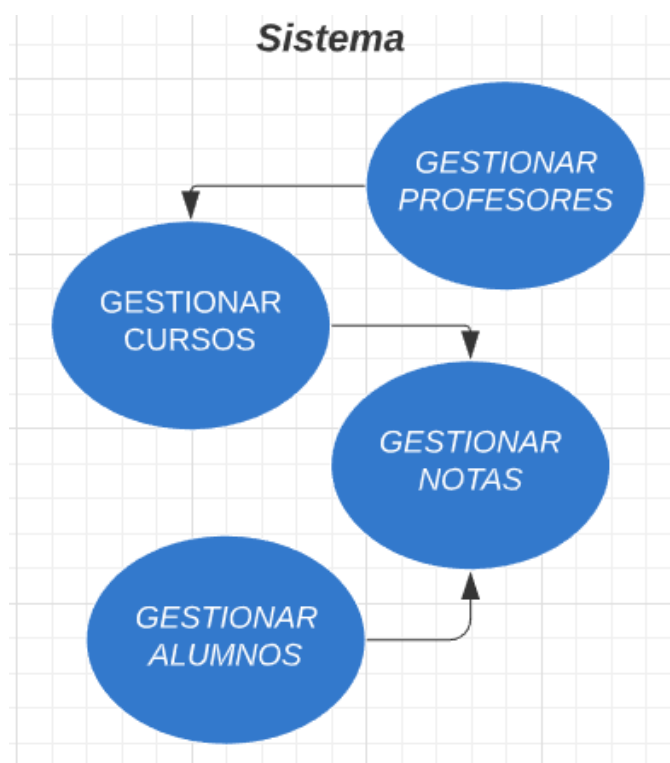 Sistema
GESTIONAR
PROFESORES
GESTIONAR
CURSOS
GESTIONAR
NOTAS
GESTIONAR
ALUMNOS